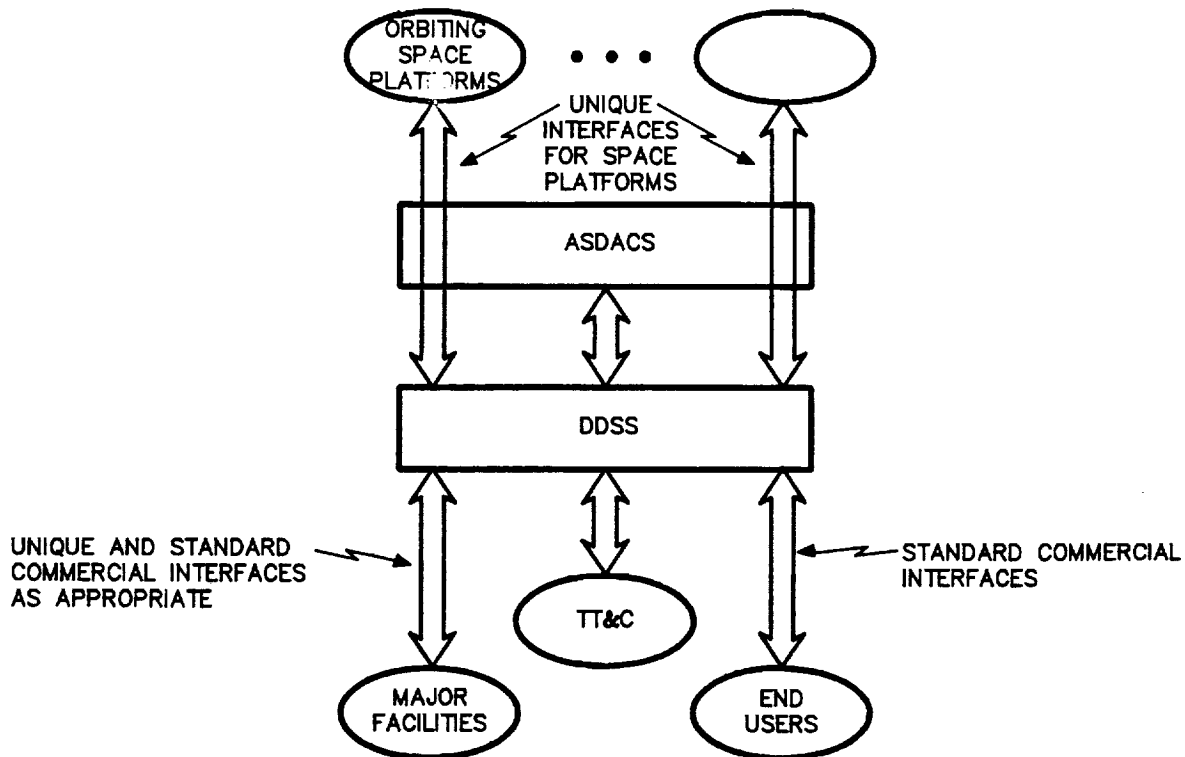 ORBITING
SPACE
PLATFORMS
UNIQUE
INTERFACES
FOR SPACE
PLATFORMS
ASDACS
DDSS
UNIQUE AND STANDARD
COMMERCIAL INTERFACES
AS APPROPRIATE
STANDARD COMMERCIAL
INTERFACES
TT&C
MAJOR
FACILITIES
END
USERS